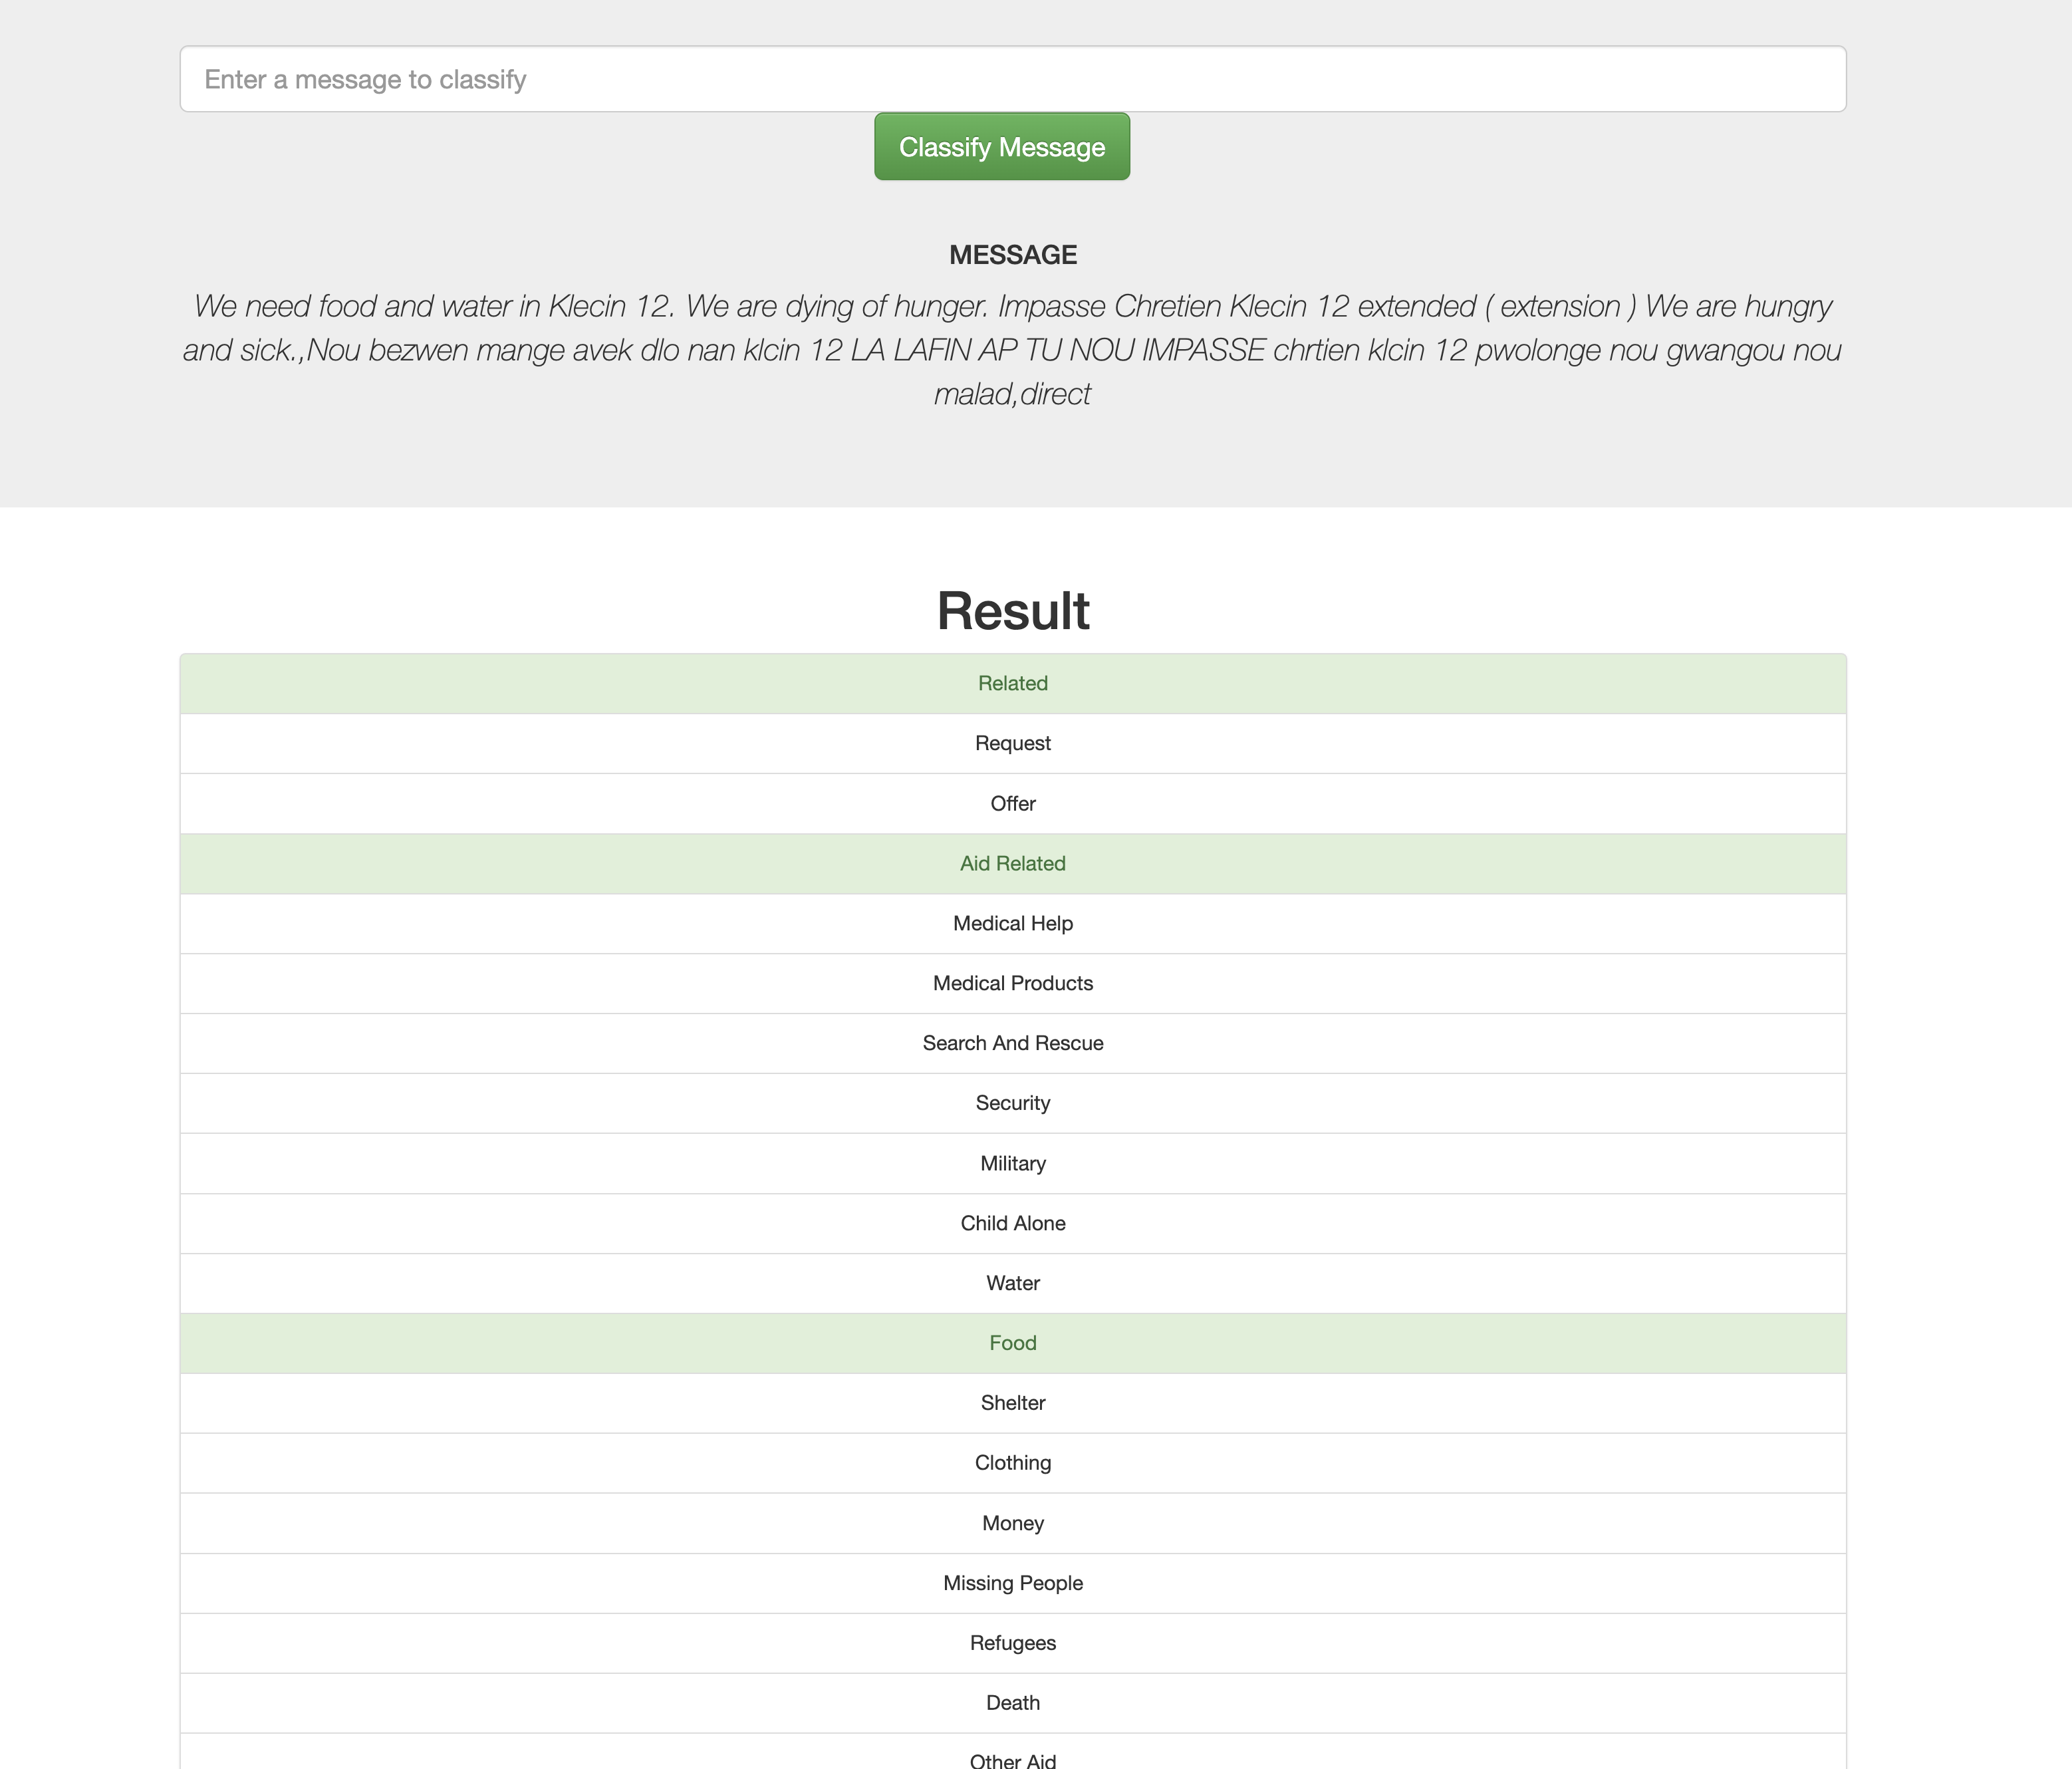 Enter a message to classify
Classify Message
MESSAGE
We need food and water in Klecin 12. We are dying of hunger. Impasse Chretien Klecin 12 extended ( extension ) We are hungry
and sick.,Nou bezwen mange avek dlo nan klcin 12 LA LAFIN AP TU NOU IMPASSE chrtien klcin 12 pwolonge nou gwangou nou
malad,direct
Result
Related
Request
Offer
Aid Related
Medical Help
Medical Products
Search And Rescue
Security
Military
Child Alone
Water
Food
Shelter
Clothing
Money
Missing People
Refugees
Death
Other Aid